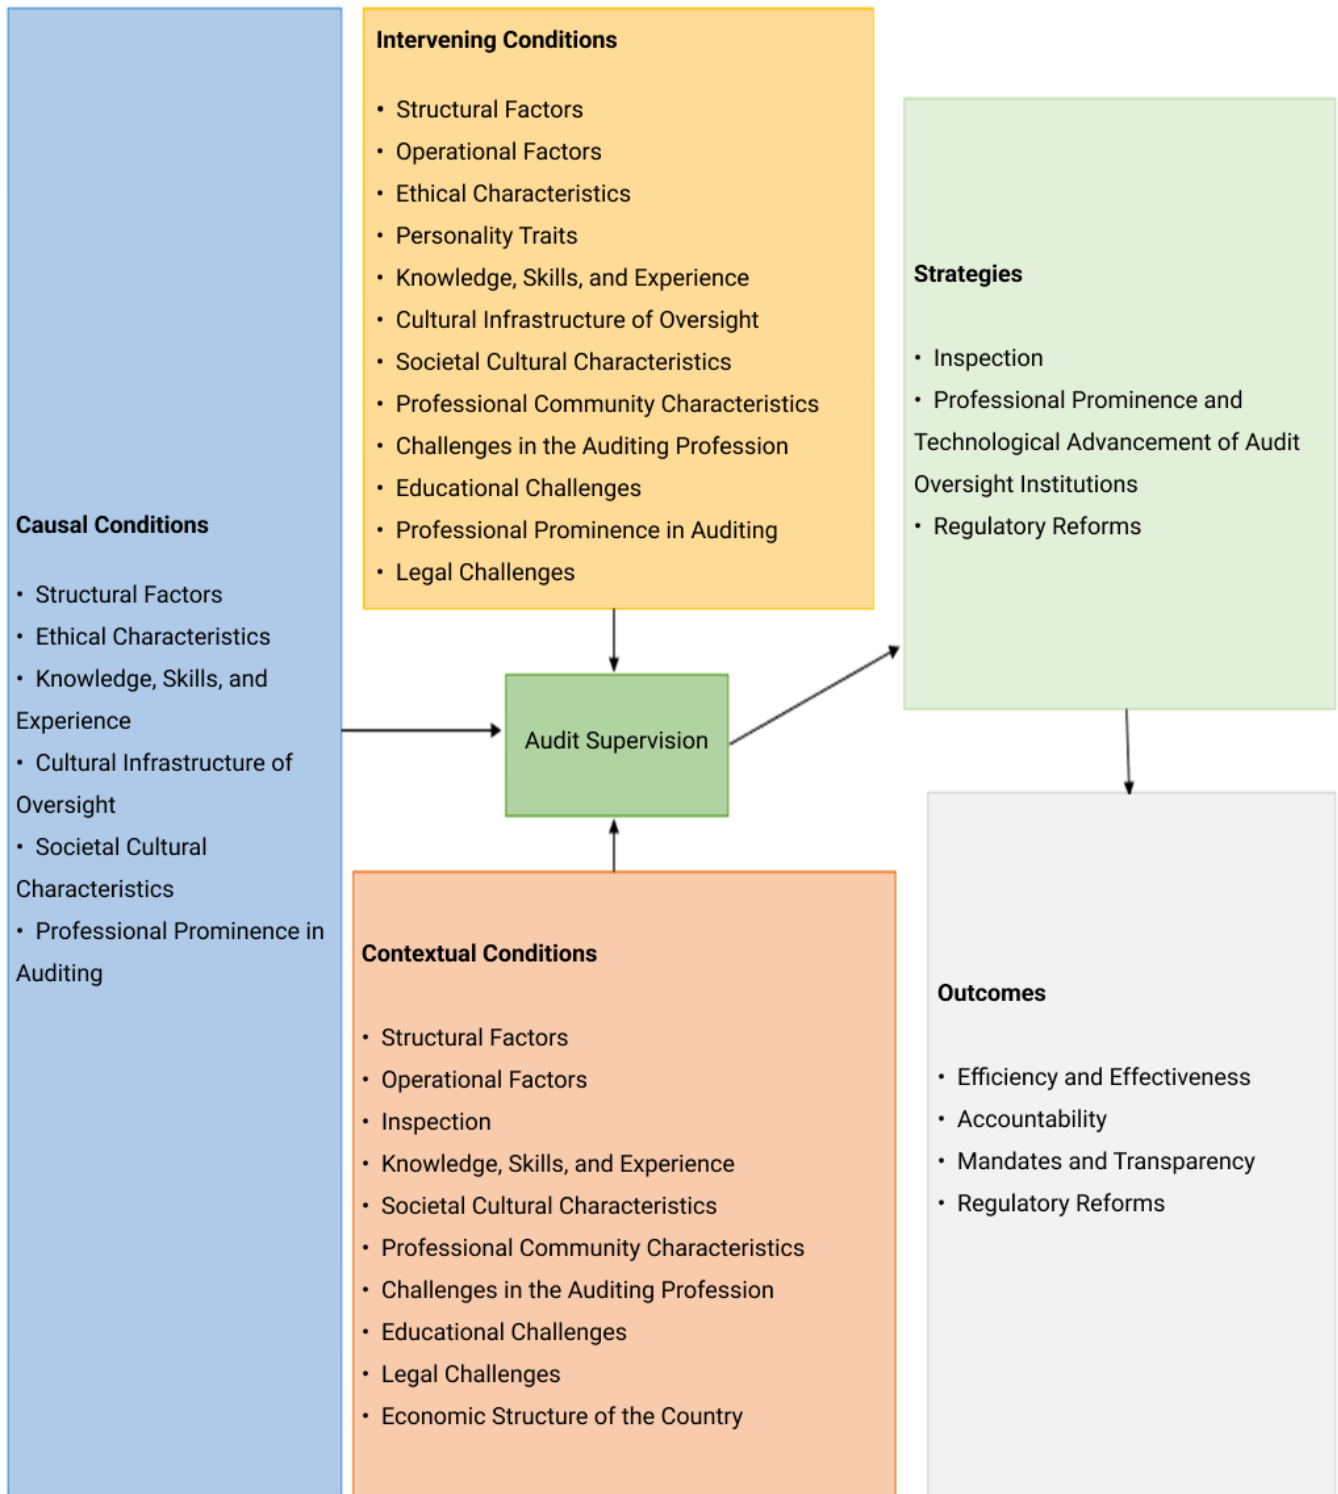 Causal Conditions
• Structural Factors
• Ethical Characteristics
• Knowledge, Skills, and
Experience
• Cultural Infrastructure of
Oversight
• Societal Cultural
Characteristics
• Professional Prominence in
Auditing
Intervening Conditions
• Structural Factors
• Operational Factors
• Ethical Characteristics
• Personality Traits
• Knowledge, Skills, and Experience
• Cultural Infrastructure of Oversight
• Societal Cultural Characteristics
• Professional Community Characteristics
• Challenges in the Auditing Profession
• Educational Challenges
• Professional Prominence in Auditing
• Legal Challenges
Audit Supervision
Contextual Conditions
• Structural Factors
• Operational Factors
• Inspection
• Knowledge, Skills, and Experience
• Societal Cultural Characteristics
• Professional Community Characteristics
• Challenges in the Auditing Profession
• Educational Challenges
• Legal Challenges
• Economic Structure of the Country
Strategies
• Inspection
• Professional Prominence and
Technological Advancement of Audit
Oversight Institutions
• Regulatory Reforms
Outcomes
• Efficiency and Effectiveness
• Accountability
• Mandates and Transparency
• Regulatory Reforms